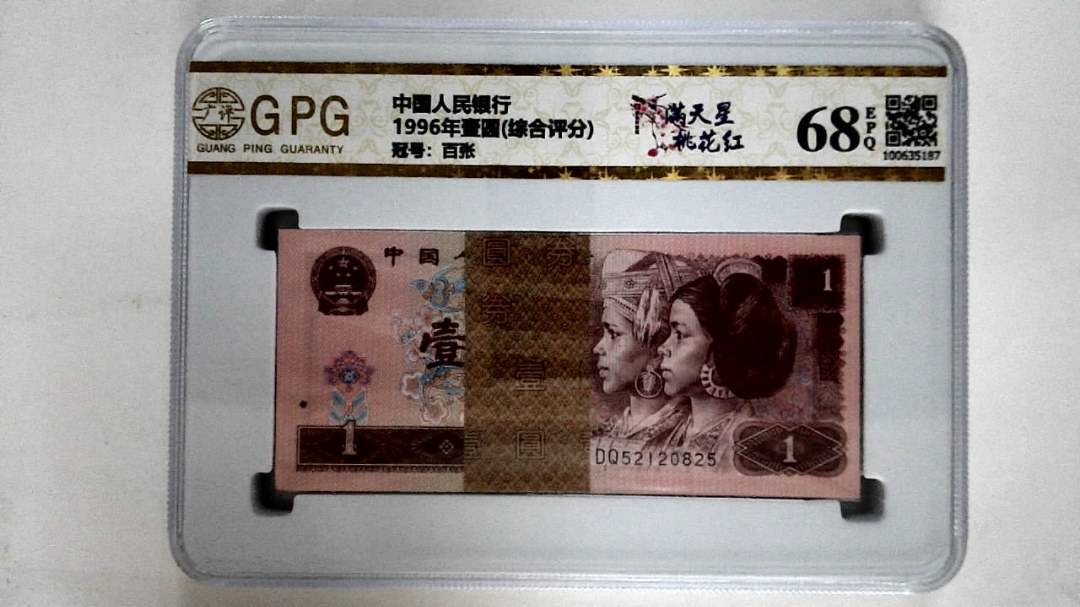 GPG
GUANG PING GUARANTY
中国人民银行
1996年壹圆(综合评分)
冠号：百张
满天星
桃花红
68
EPQ
100635187
中国
圆 券
1
券
壹
壹
1
壹 圆
DQ52120825
1